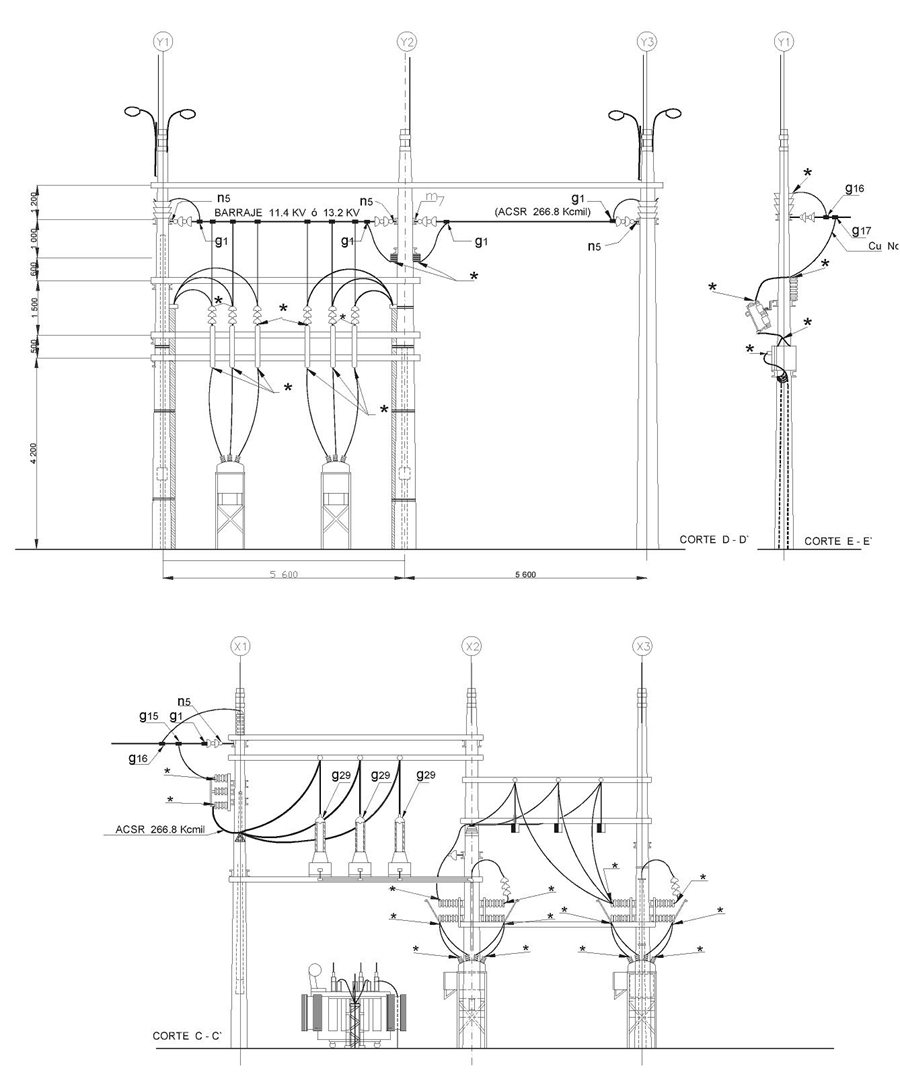 Y1 Y2 Y3 Y1
* g16
n5 n5 m7 g1
BARRAJE 11.4 KV ó 13.2 KV (ACSR 266.8 Kcmil)
g1 g1 g1 n5 g17
Cu No
1 200
1 000
600
1 500
500
4 200
* * * * * *
* * * * *
CORTE D - D'
CORTE E - E'
5 600 5 600
X1 X2 X3
n5
g15 g1
g16
g29 g29 g29
* *
ACSR 266.8 Kcmil
* * * *
* * * *
* * * *
CORTE C - C'